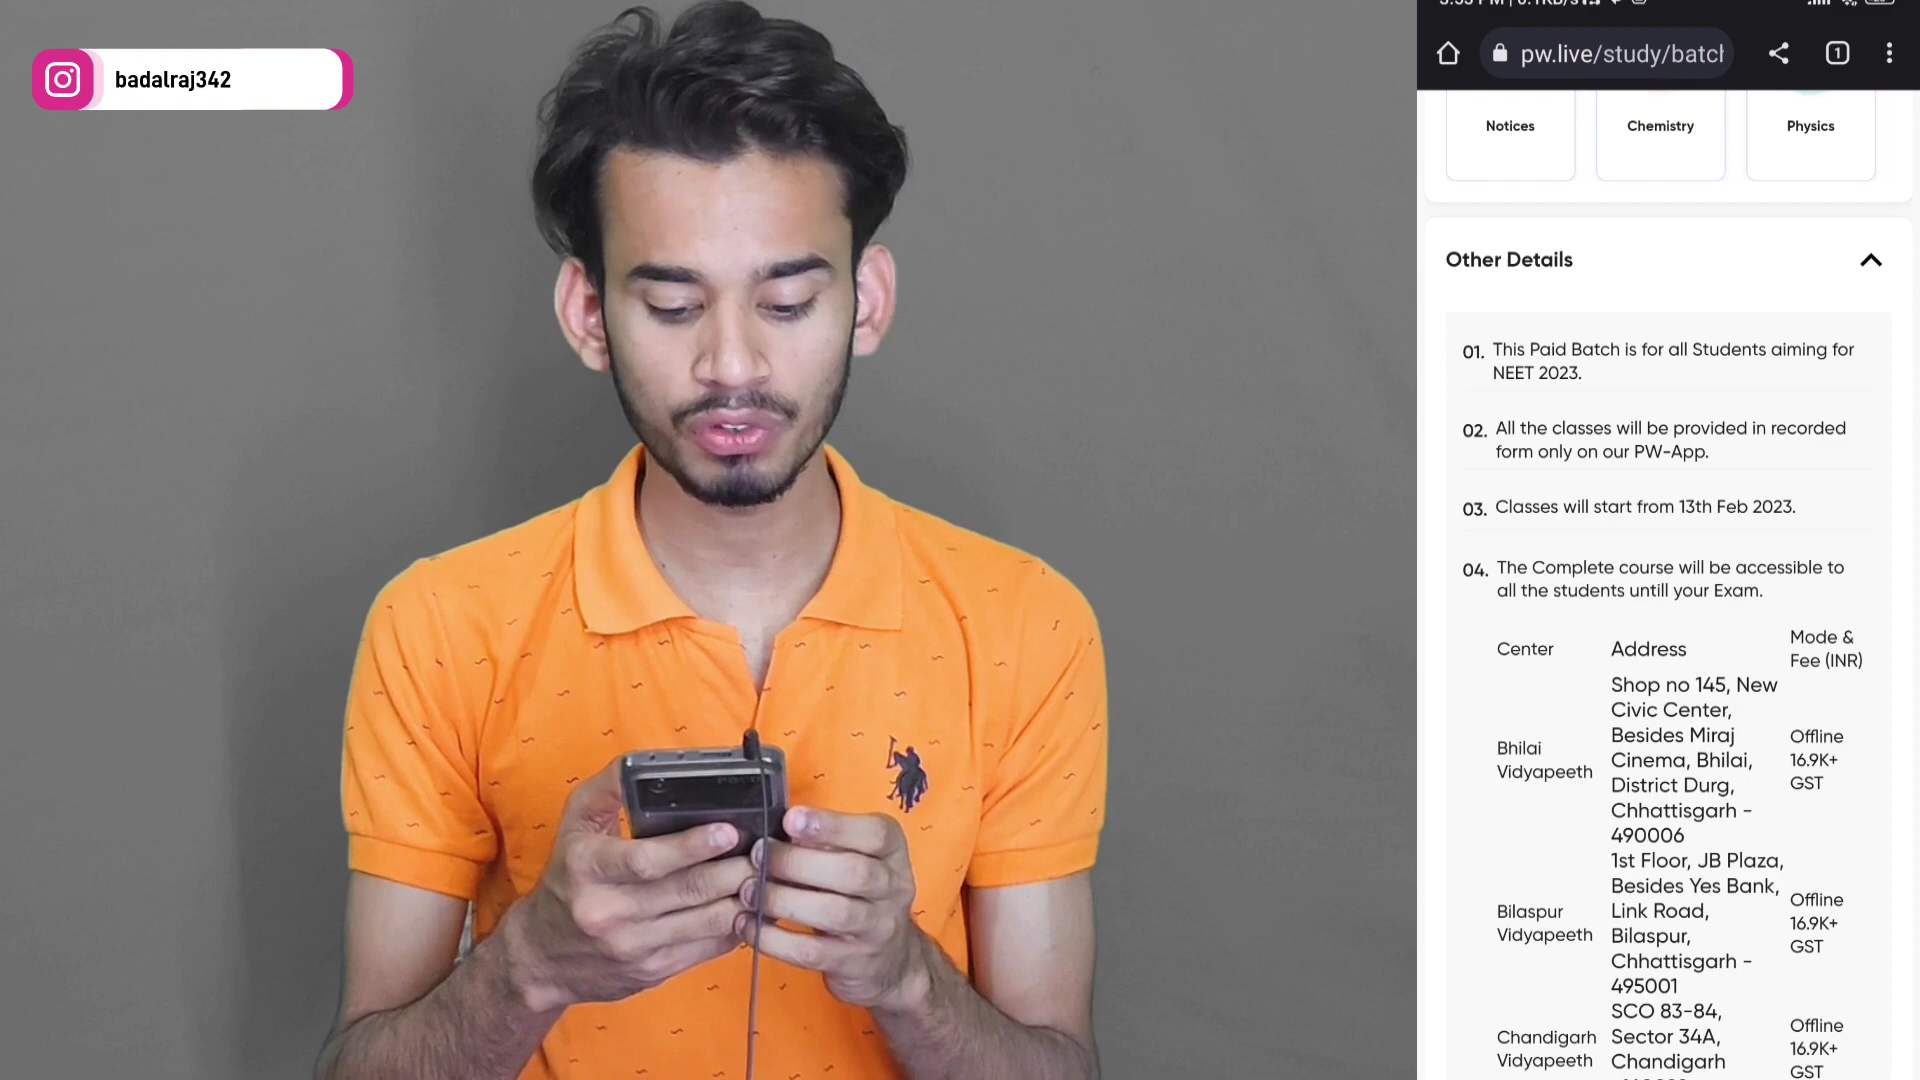 badalraj342
pw.live/study/batch
1
Notices
Chemistry
Physics
Other Details
01. This Paid Batch is for all Students aiming for
NEET 2023.
02. All the classes will be provided in recorded
form only on our PW-App.
03. Classes will start from 13th Feb 2023.
04. The Complete course will be accessible to
all the students untill your Exam.
Center
Address
Mode &
Fee (INR)
Bhilai
Vidyapeeth
Shop no 145, New
Civic Center,
Besides Miraj
Cinema, Bhilai,
District Durg,
Chhattisgarh -
490006
Offline
16.9K+
GST
Bilaspur
Vidyapeeth
1st Floor, JB Plaza,
Besides Yes Bank,
Link Road,
Bilaspur,
Chhattisgarh -
495001
Offline
16.9K+
GST
Chandigarh
Vidyapeeth
SCO 83-84,
Sector 34A,
Chandigarh
Offline
16.9K+
GST